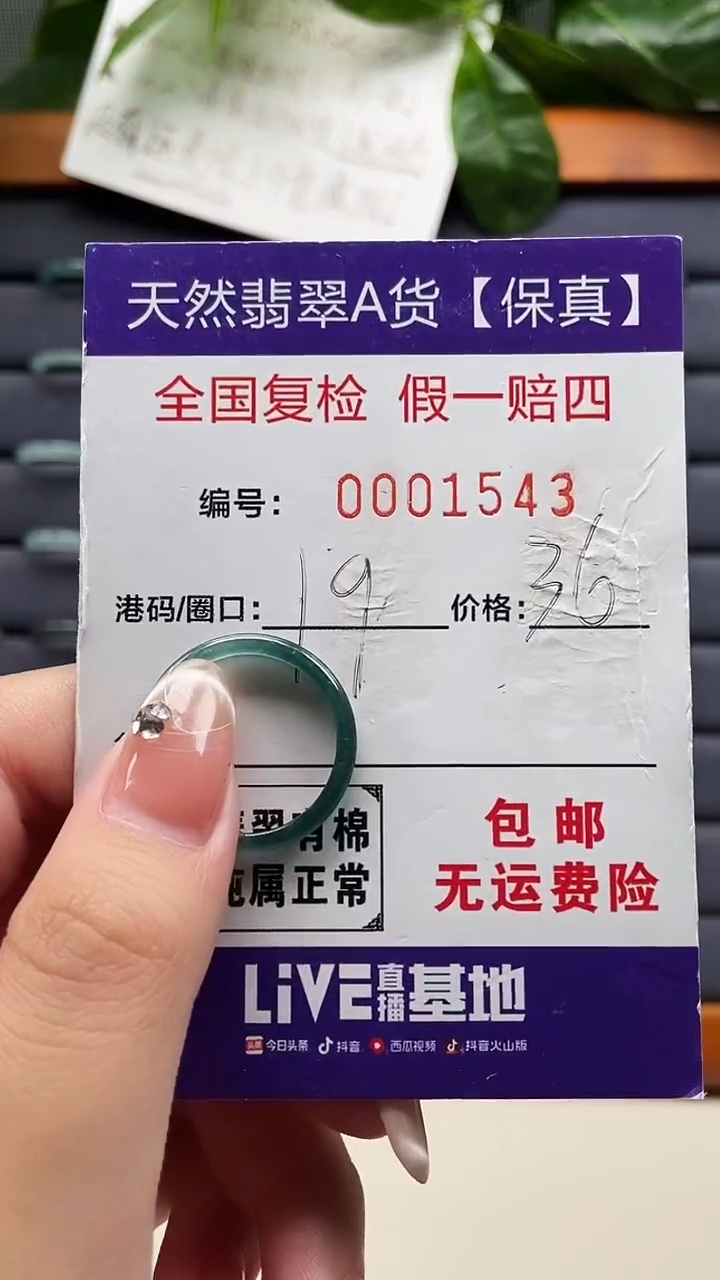 天然翡翠A货【保真】
全国复检 假一赔四
编号： 0001543
港码/圈口： 19 价格： 36
翠有棉
属正常
包邮
无运费险
LiVE直播基地
头条 今日头条 抖音 西瓜视频 抖音火山版